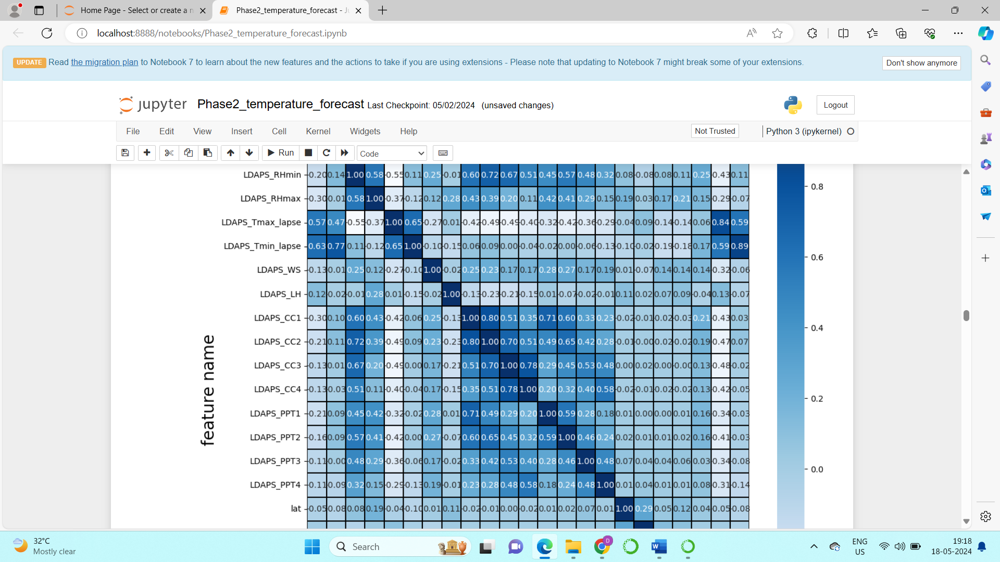 Home Page - Select or create a n
Phase2_temperature_forecast - Ju
localhost:8888/notebooks/Phase2_temperature_forecast.ipynb
UPDATE Read the migration plan to Notebook 7 to learn about the new features and the actions to take if you are using extensions - Please note that updating to Notebook 7 might break some of your extensions.
Don't show anymore
jupyter Phase2_temperature_forecast Last Checkpoint: 05/02/2024 (unsaved changes)
Logout
File Edit View Insert Cell Kernel Widgets Help
Not Trusted
Python 3 (ipykernel)
Run
Code
feature name
LDAPS_RHmin -0.20 0.14 1.00 0.58 -0.55 0.11 0.25 -0.01 0.60 0.72 0.67 0.51 0.45 0.57 0.48 0.32 0.08 -0.08 0.08 0.11 0.25 -0.43 0.11
LDAPS_RHmax -0.30 -0.01 0.58 1.00 -0.37 -0.12 0.12 0.28 0.43 0.39 0.20 0.11 0.42 0.41 0.29 0.15 0.19 0.03 0.17 0.21 0.15 -0.29 -0.07
LDAPS_Tmax_lapse 0.57 0.47 -0.55 -0.37 1.00 0.65 -0.27 0.01 -0.42 -0.49 -0.49 -0.40 -0.32 -0.42 -0.36 -0.29 -0.04 0.09 -0.14 -0.14 0.06 0.84 0.59
LDAPS_Tmin_lapse 0.63 0.77 0.11 -0.12 0.65 1.00 -0.10 -0.15 0.06 0.09 0.00 -0.04 -0.02 0.00 -0.06 -0.13 -0.10 -0.02 -0.19 -0.18 0.17 0.59 0.89
LDAPS_WS -0.13 -0.01 0.25 0.12 -0.27 -0.10 1.00 -0.02 0.25 0.23 0.17 0.17 0.28 0.27 0.17 0.19 0.01 -0.07 0.14 0.14 0.14 -0.32 -0.06
LDAPS_LH 0.12 -0.02 -0.01 0.28 0.01 -0.15 -0.02 1.00 -0.13 -0.23 -0.21 -0.15 0.01 -0.07 -0.02 -0.01 0.11 0.02 0.07 0.09 -0.04 0.13 -0.07
LDAPS_CC1 -0.30 0.10 0.60 0.43 -0.42 0.06 0.25 -0.13 1.00 0.80 0.51 0.35 0.71 0.60 0.33 0.23 -0.02 -0.01 -0.02 -0.03 0.21 -0.43 0.03
LDAPS_CC2 -0.21 0.11 0.72 0.39 -0.49 0.09 0.23 -0.23 0.80 1.00 0.70 0.51 0.49 0.65 0.42 0.28 -0.01 -0.00 -0.02 -0.02 0.19 -0.47 0.07
LDAPS_CC3 -0.13 0.01 0.67 0.20 -0.49 0.00 0.17 -0.21 0.51 0.70 1.00 0.78 0.29 0.45 0.53 0.48 0.00 0.02 -0.00 -0.00 0.13 -0.48 -0.02
LDAPS_CC4 -0.13 -0.03 0.51 0.11 -0.40 -0.04 0.17 -0.15 0.35 0.51 0.78 1.00 0.20 0.32 0.40 0.58 -0.02 -0.01 -0.02 -0.02 0.13 -0.42 -0.05
LDAPS_PPT1 -0.21 0.09 0.45 0.42 -0.32 -0.02 0.28 0.01 0.71 0.49 0.29 0.20 1.00 0.59 0.28 0.18 0.01 0.00 0.00 0.01 0.16 -0.34 -0.03
LDAPS_PPT2 -0.16 0.09 0.57 0.41 -0.42 0.00 0.27 -0.07 0.60 0.65 0.45 0.32 0.59 1.00 0.46 0.24 0.02 0.01 0.01 0.02 0.16 -0.41 -0.03
LDAPS_PPT3 -0.11 -0.00 0.48 0.29 -0.36 -0.06 0.17 -0.02 0.33 0.42 0.53 0.40 0.28 0.46 1.00 0.48 0.07 0.04 0.04 0.06 0.03 -0.34 -0.08
LDAPS_PPT4 -0.11 -0.09 0.32 0.15 -0.29 -0.13 0.19 -0.01 0.23 0.28 0.48 0.58 0.18 0.24 0.48 1.00 0.01 0.04 0.01 0.01 0.08 -0.31 -0.14
lat -0.05 -0.08 0.08 0.19 -0.04 -0.10 0.01 0.11 -0.02 -0.01 0.00 -0.02 0.01 0.02 0.07 0.01 1.00 0.29 0.05 0.12 0.04 -0.05 -0.08
0.8
0.6
0.4
0.2
0.0
32°C
Mostly clear
Search
D
W
ENG
US
19:18
18-05-2024